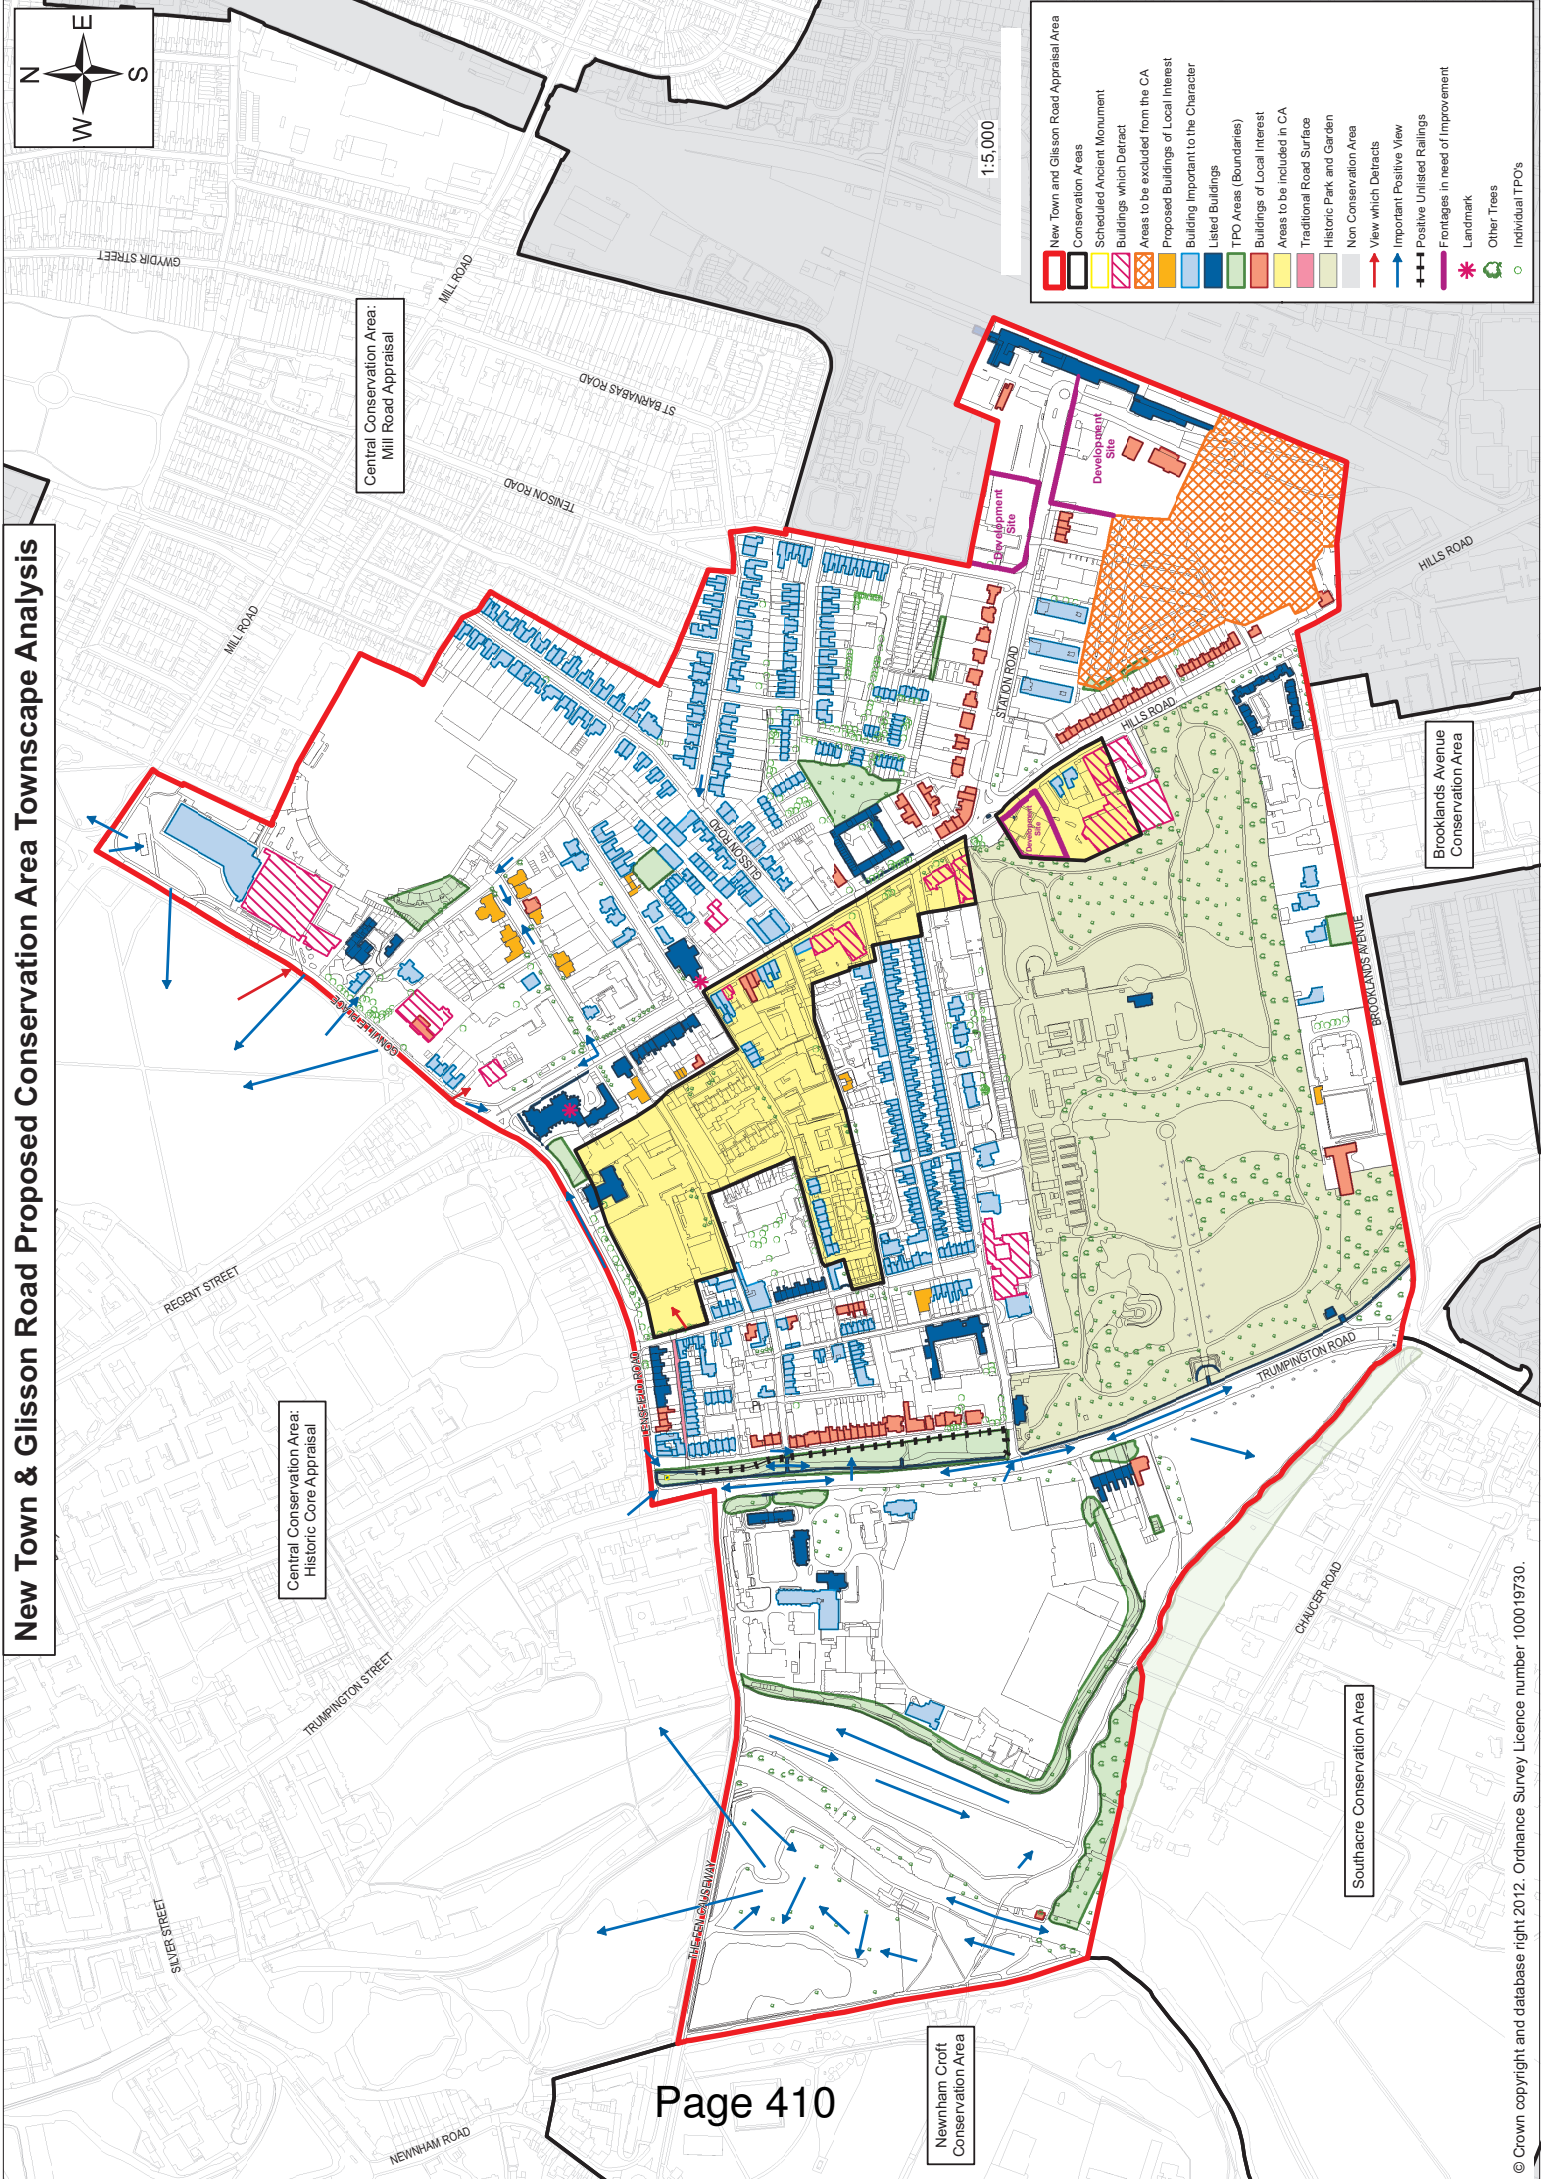 New Town & Glisson Road Proposed Conservation Area Townscape Analysis
N
E
S
W
1:5,000
New Town and Glisson Road Appraisal Area
Conservation Areas
Scheduled Ancient Monument
Buildings which Detract
Areas to be excluded from the CA
Proposed Buildings of Local Interest
Building Important to the Character
Listed Buildings
TPO Areas (Boundaries)
Buildings of Local Interest
Areas to be included in CA
Traditional Road Surface
Historic Park and Garden
Non Conservation Area
View which Detracts
Important Positive View
Positive Unlisted Railings
Frontages in need of Improvement
Landmark
Other Trees
Individual TPO's
Central Conservation Area:
Mill Road Appraisal
Central Conservation Area:
Historic Core Appraisal
Brooklands Avenue
Conservation Area
Southacre Conservation Area
Newnham Croft
Conservation Area
GWYDIR STREET
MILL ROAD
ST BARNABAS ROAD
TENISON ROAD
MILL ROAD
GONVILLE PLACE
GLISSON ROAD
STATION ROAD
HILLS ROAD
HILLS ROAD
Development
Site
Development
Site
Development
Site
BROOKLANDS AVENUE
REGENT STREET
LENSFIELD ROAD
TRUMPINGTON ROAD
TRUMPINGTON STREET
CHAUCER ROAD
SILVER STREET
THE FEN CAUSEWAY
NEWNHAM ROAD
PI
Page 410
© Crown copyright and database right 2012. Ordnance Survey Licence number 100019730.